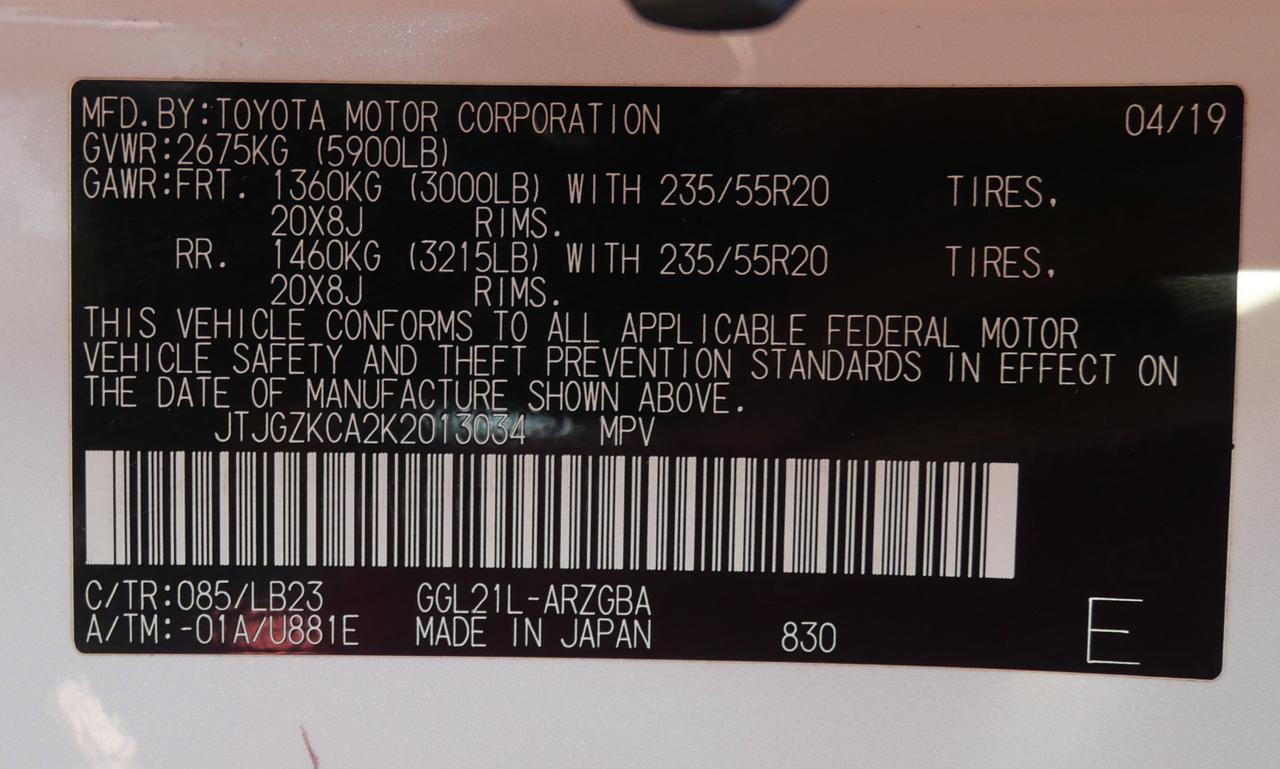 MFD.BY:TOYOTA MOTOR CORPORATION 04/19
GVWR:2675KG (5900LB)
GAWR:FRT. 1360KG (3000LB) WITH 235/55R20 TIRES,
20X8J RIMS.
RR. 1460KG (3215LB) WITH 235/55R20 TIRES,
20X8J RIMS.
THIS VEHICLE CONFORMS TO ALL APPLICABLE FEDERAL MOTOR
VEHICLE SAFETY AND THEFT PREVENTION STANDARDS IN EFFECT ON
THE DATE OF MANUFACTURE SHOWN ABOVE.
JTJGZKCA2K2013034 MPV
C/TR:085/LB23 GGL21L-ARZGBA
A/TM:-01A/U881E MADE IN JAPAN 830 E